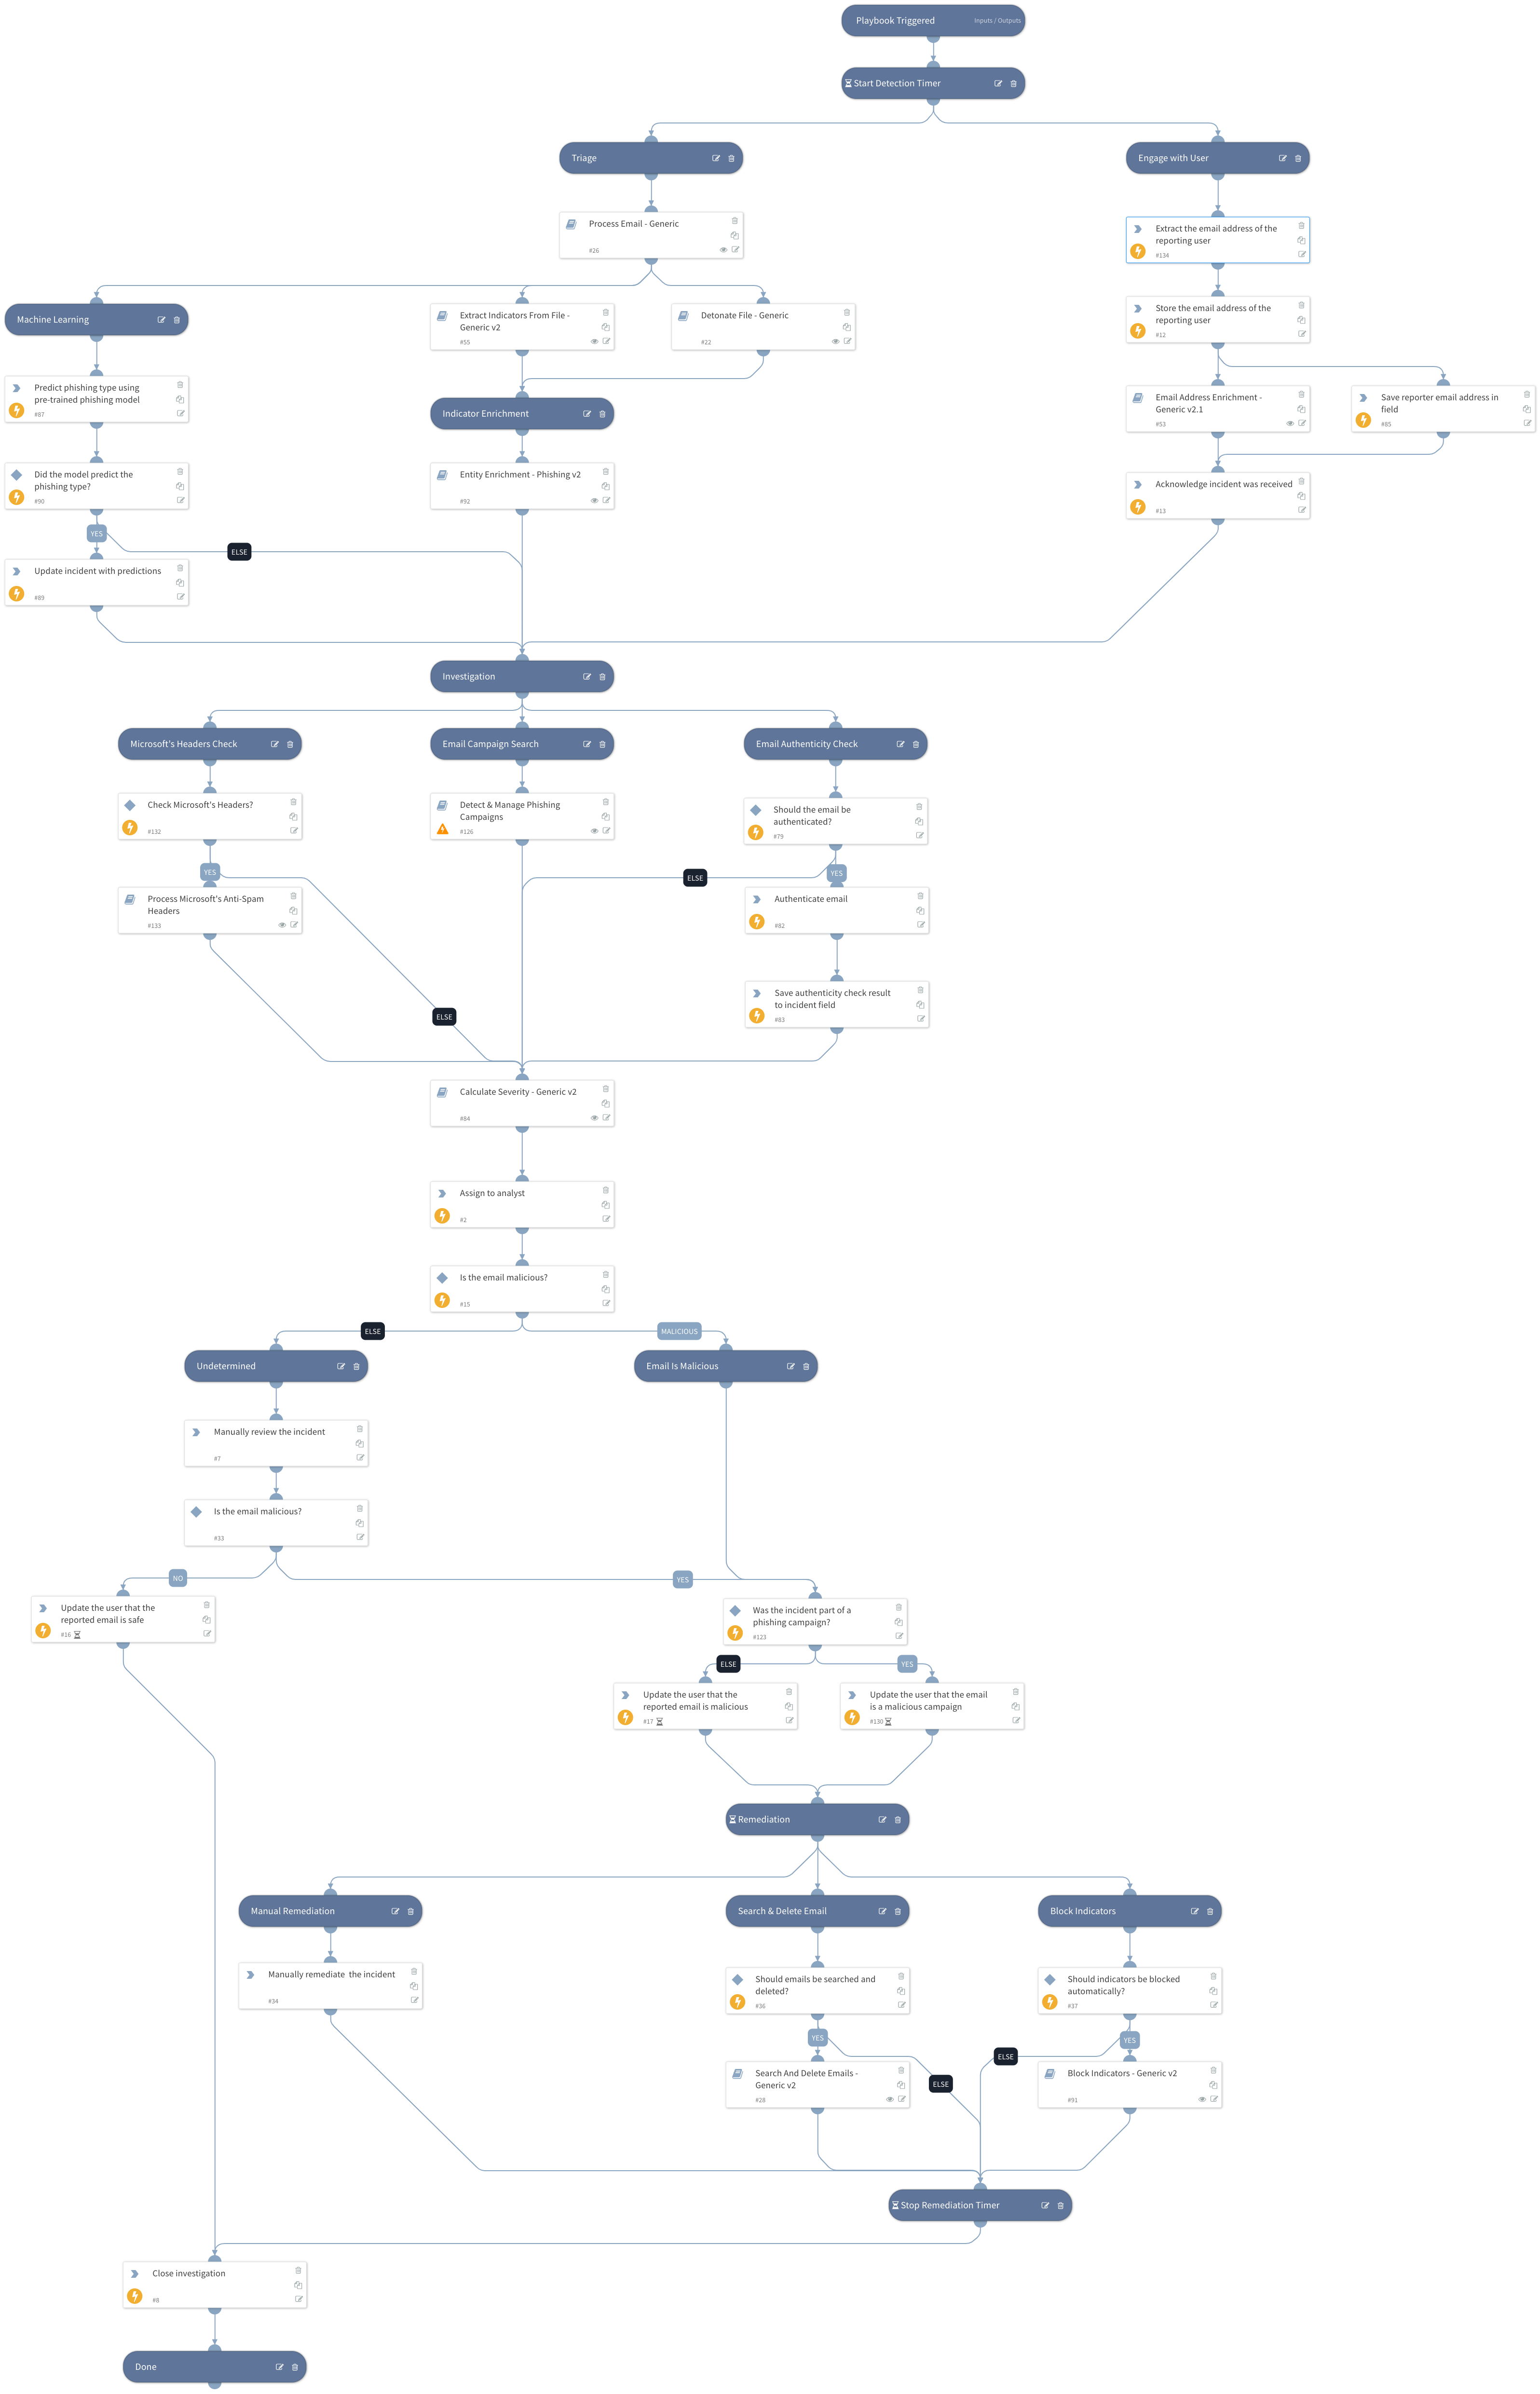 Playbook Triggered
Inputs / Outputs
Start Detection Timer
Triage
Engage with User
Process Email - Generic
#26
Extract the email address of the
reporting user
#134
Machine Learning
Extract Indicators From File -
Generic v2
#55
Detonate File - Generic
#22
Store the email address of the
reporting user
#12
Predict phishing type using
pre-trained phishing model
#87
Indicator Enrichment
Email Address Enrichment -
Generic v2.1
#53
Save reporter email address in
field
#85
Did the model predict the
phishing type?
#90
Entity Enrichment - Phishing v2
#92
Acknowledge incident was received
#13
YES
ELSE
Update incident with predictions
#89
Investigation
Microsoft's Headers Check
Email Campaign Search
Email Authenticity Check
Check Microsoft's Headers?
#132
Detect & Manage Phishing
Campaigns
#126
Should the email be
authenticated?
#79
YES
ELSE
YES
Process Microsoft's Anti-Spam
Headers
#133
Authenticate email
#82
Save authenticity check result
to incident field
#83
ELSE
Calculate Severity - Generic v2
#84
Assign to analyst
#2
Is the email malicious?
#15
ELSE
MALICIOUS
Undetermined
Email Is Malicious
Manually review the incident
#7
Is the email malicious?
#33
NO
YES
Update the user that the
reported email is safe
#16
Was the incident part of a
phishing campaign?
#123
ELSE
YES
Update the user that the
reported email is malicious
#17
Update the user that the email
is a malicious campaign
#130
Remediation
Manual Remediation
Search & Delete Email
Block Indicators
Manually remediate  the incident
#34
Should emails be searched and
deleted?
#36
Should indicators be blocked
automatically?
#37
YES
YES
ELSE
Search And Delete Emails -
Generic v2
#28
ELSE
Block Indicators - Generic v2
#91
Stop Remediation Timer
Close investigation
#8
Done